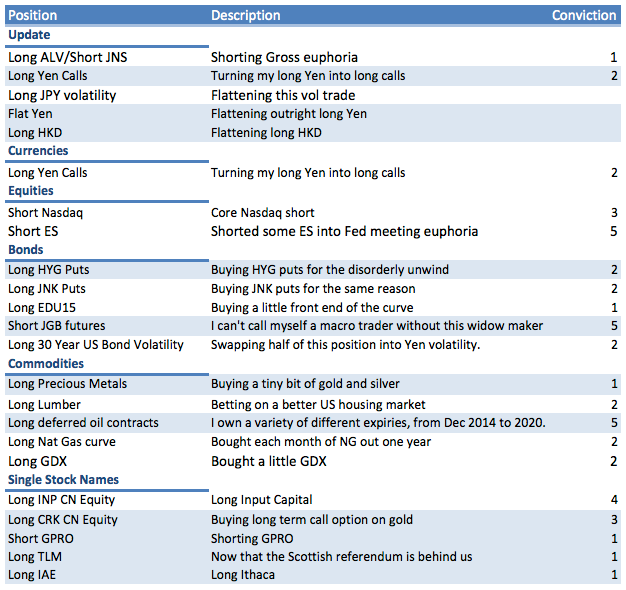 Position Description Conviction
Update
Long ALV/Short JNS Shorting Gross euphoria 1
Long Yen Calls Turning my long Yen into long calls 2
Long JPY volatility Flattening this vol trade
Flat Yen Flattening outright long Yen
Long HKD Flattening long HKD
Currencies
Long Yen Calls Turning my long Yen into long calls 2
Equities
Short Nasdaq Core Nasdaq short 3
Short ES Shorted some ES into Fed meeting euphoria 5
Bonds
Long HYG Puts Buying HYG puts for the disorderly unwind 2
Long JNK Puts Buying JNK puts for the same reason 2
Long EDU15 Buying a little front end of the curve 1
Short JGB futures I can't call myself a macro trader without this widow maker 5
Long 30 Year US Bond Volatility Swapping half of this position into Yen volatility. 2
Commodities
Long Precious Metals Buying a tiny bit of gold and silver 1
Long Lumber Betting on a better US housing market 2
Long deferred oil contracts I own a variety of different expiries, from Dec 2014 to 2020. 5
Long Nat Gas curve Bought each month of NG out one year 2
Long GDX Bought a little GDX 2
Single Stock Names
Long INP CN Equity Long Input Capital 4
Long CRK CN Equity Buying long term call option on gold 3
Short GPRO Shorting GPRO 1
Long TLM Now that the Scottish referendum is behind us 1
Long IAE Long Ithaca 1